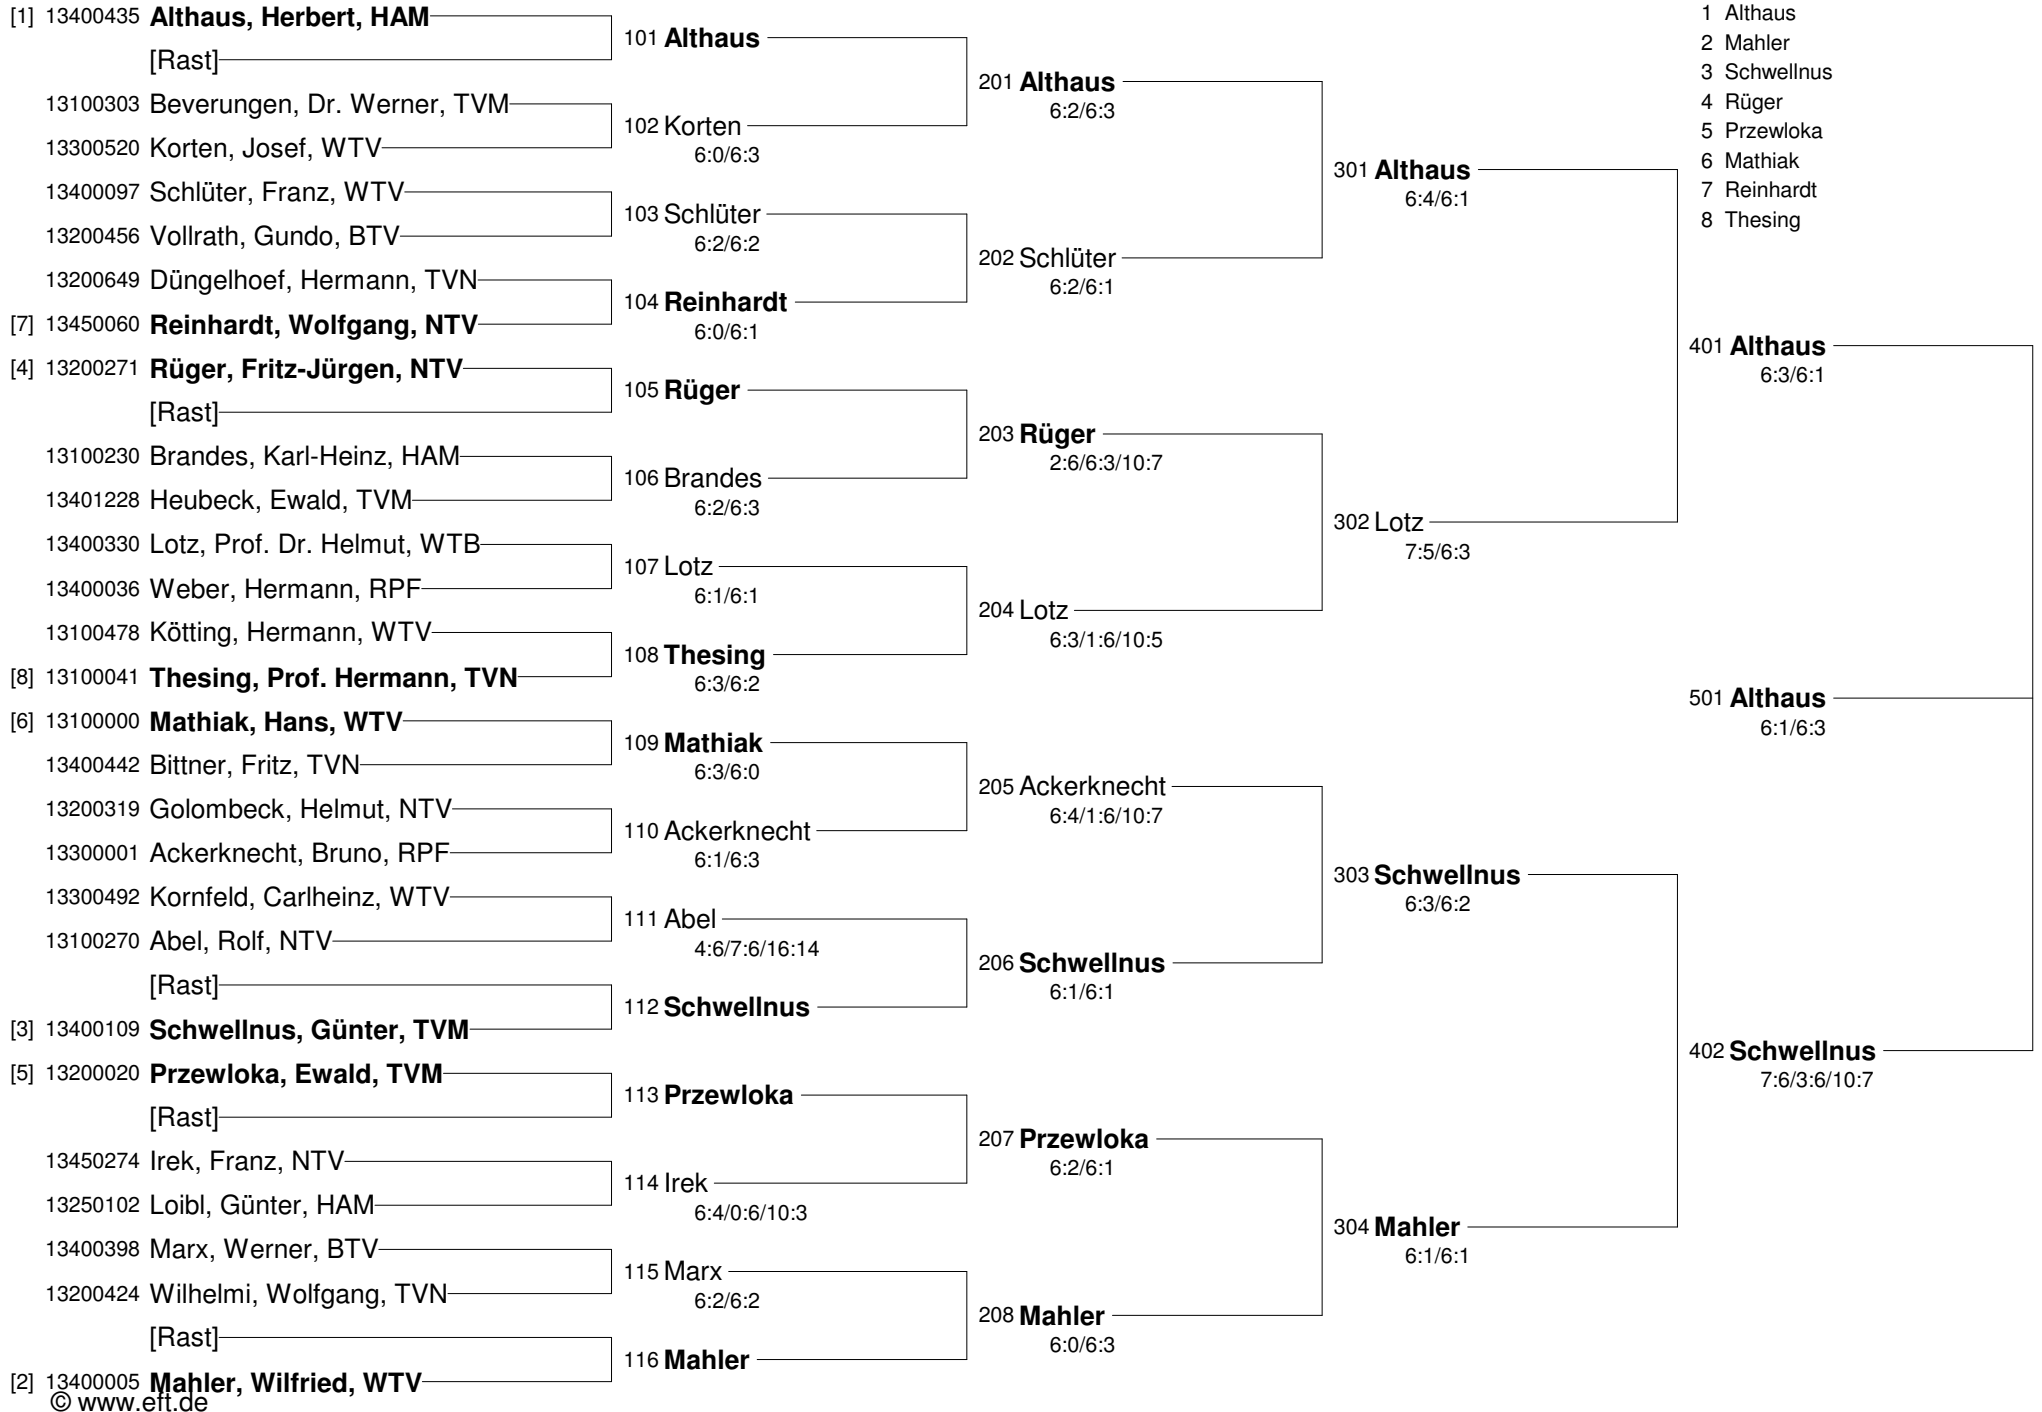 [1] 13400435 Althaus, Herbert, HAM
[Rast]
13100303 Beverungen, Dr. Werner, TVM
13300520 Korten, Josef, WTV
13400097 Schlüter, Franz, WTV
13200456 Vollrath, Gundo, BTV
13200649 Düngelhoef, Hermann, TVN
[7] 13450060 Reinhardt, Wolfgang, NTV
[4] 13200271 Rüger, Fritz-Jürgen, NTV
[Rast]
13100230 Brandes, Karl-Heinz, HAM
13401228 Heubeck, Ewald, TVM
13400330 Lotz, Prof. Dr. Helmut, WTB
13400036 Weber, Hermann, RPF
13100478 Kötting, Hermann, WTV
[8] 13100041 Thesing, Prof. Hermann, TVN
[6] 13100000 Mathiak, Hans, WTV
13400442 Bittner, Fritz, TVN
13200319 Golombeck, Helmut, NTV
13300001 Ackerknecht, Bruno, RPF
13300492 Kornfeld, Carlheinz, WTV
13100270 Abel, Rolf, NTV
[Rast]
[3] 13400109 Schwellnus, Günter, TVM
[5] 13200020 Przewloka, Ewald, TVM
[Rast]
13450274 Irek, Franz, NTV
13250102 Loibl, Günter, HAM
13400398 Marx, Werner, BTV
13200424 Wilhelmi, Wolfgang, TVN
[Rast]
[2] 13400005 Mahler, Wilfried, WTV
© www.eft.de
101 Althaus
102 Korten
6:0/6:3
103 Schlüter
6:2/6:2
104 Reinhardt
6:0/6:1
105 Rüger
106 Brandes
6:2/6:3
107 Lotz
6:1/6:1
108 Thesing
6:3/6:2
109 Mathiak
6:3/6:0
110 Ackerknecht
6:1/6:3
111 Abel
4:6/7:6/16:14
112 Schwellnus
113 Przewloka
114 Irek
6:4/0:6/10:3
115 Marx
6:2/6:2
116 Mahler
201 Althaus
6:2/6:3
202 Schlüter
6:2/6:1
203 Rüger
2:6/6:3/10:7
204 Lotz
6:3/1:6/10:5
205 Ackerknecht
6:4/1:6/10:7
206 Schwellnus
6:1/6:1
207 Przewloka
6:2/6:1
208 Mahler
6:0/6:3
301 Althaus
6:4/6:1
302 Lotz
7:5/6:3
303 Schwellnus
6:3/6:2
304 Mahler
6:1/6:1
1 Althaus
2 Mahler
3 Schwellnus
4 Rüger
5 Przewloka
6 Mathiak
7 Reinhardt
8 Thesing
401 Althaus
6:3/6:1
501 Althaus
6:1/6:3
402 Schwellnus
7:6/3:6/10:7